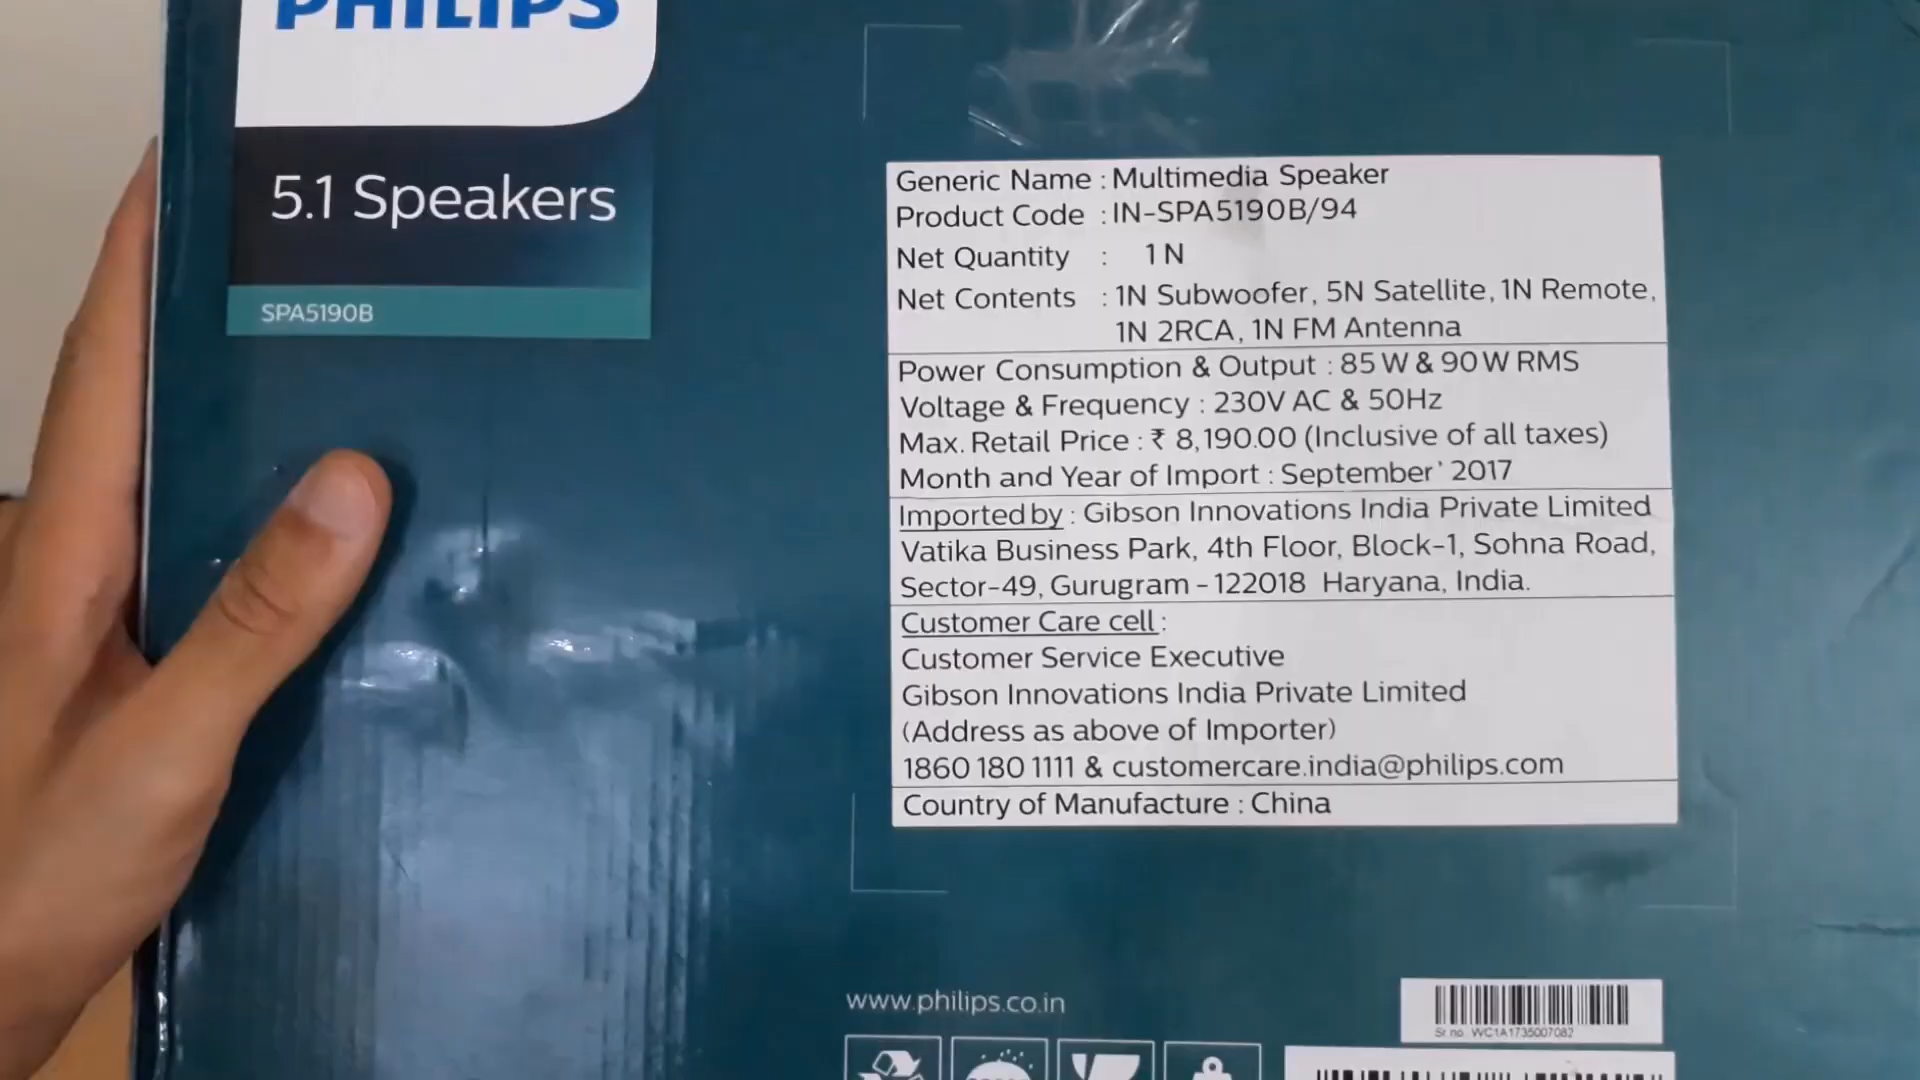 PHILIPS
5.1 Speakers
SPA5190B
Generic Name : Multimedia Speaker
Product Code : IN-SPA5190B/94
Net Quantity : 1 N
Net Contents : 1N Subwoofer, 5N Satellite, 1N Remote,
1N 2RCA, 1N FM Antenna
Power Consumption & Output : 85 W & 90 W RMS
Voltage & Frequency : 230V AC & 50Hz
Max. Retail Price : ₹ 8,190.00 (Inclusive of all taxes)
Month and Year of Import : September' 2017
Imported by : Gibson Innovations India Private Limited
Vatika Business Park, 4th Floor, Block-1, Sohna Road,
Sector-49, Gurugram - 122018 Haryana, India.
Customer Care cell :
Customer Service Executive
Gibson Innovations India Private Limited
(Address as above of Importer)
1860 180 1111 & customercare.india@philips.com
Country of Manufacture : China
www.philips.co.in
Sr no. WC1A1735007082